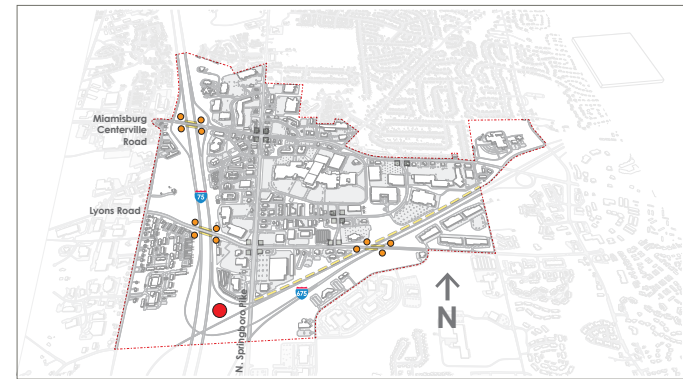 Miamisburg
Centerville
Road
75
Lyons Road
675
N. Springboro Pike
N